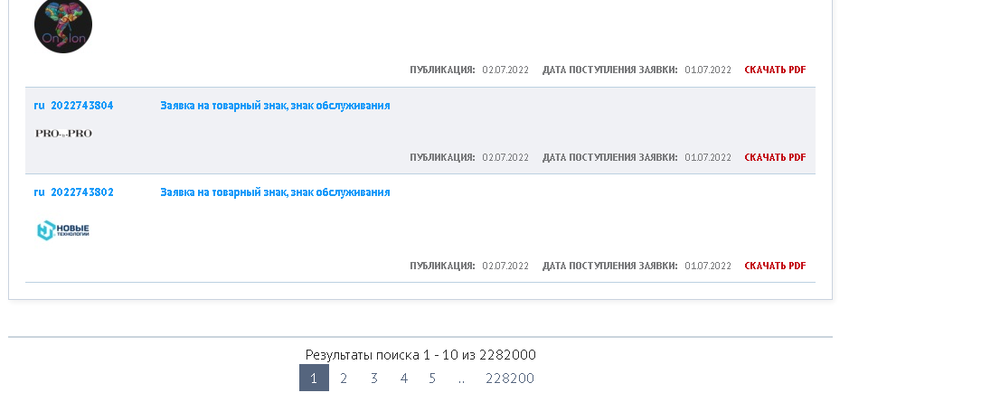 On Ion
ПУБЛИКАЦИЯ: 02.07.2022 ДАТА ПОСТУПЛЕНИЯ ЗАЯВКИ: 01.07.2022 СКАЧАТЬ PDF
ru 2022743804 Заявка на товарный знак, знак обслуживания
PRO PRO
ПУБЛИКАЦИЯ: 02.07.2022 ДАТА ПОСТУПЛЕНИЯ ЗАЯВКИ: 01.07.2022 СКАЧАТЬ PDF
ru 2022743802 Заявка на товарный знак, знак обслуживания
НОВЫЕ
ТЕХНОЛОГИИ
ПУБЛИКАЦИЯ: 02.07.2022 ДАТА ПОСТУПЛЕНИЯ ЗАЯВКИ: 01.07.2022 СКАЧАТЬ PDF
Результаты поиска 1 - 10 из 2282000
1 2 3 4 5 .. 228200